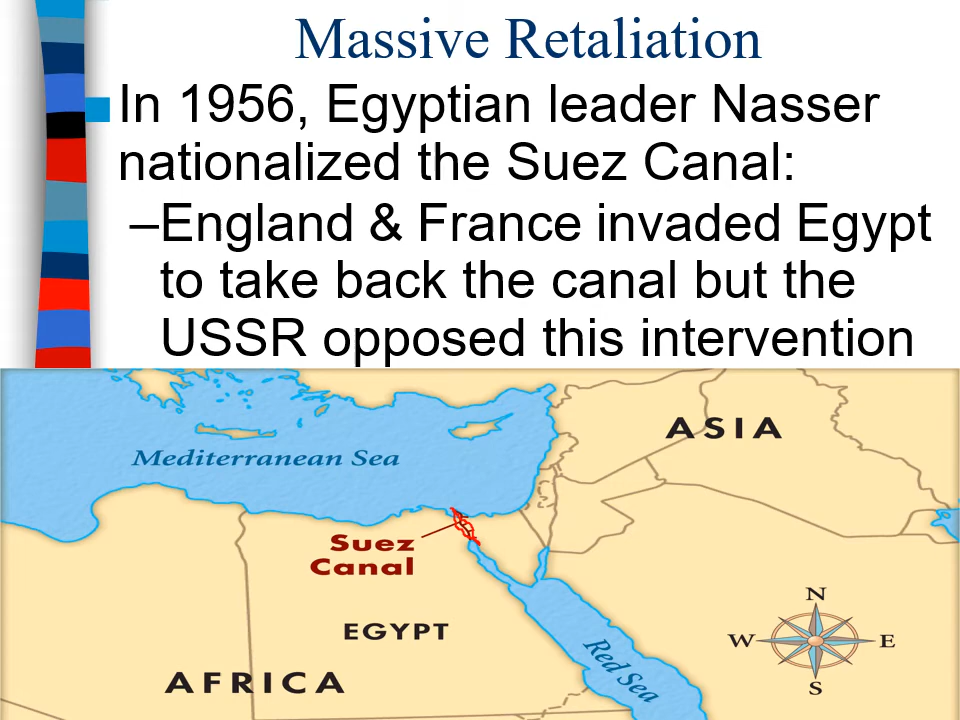 Massive Retaliation
In 1956, Egyptian leader Nasser
nationalized the Suez Canal:
–England & France invaded Egypt
to take back the canal but the
USSR opposed this intervention
ASIA
Mediterranean Sea
Suez
Canal
EGYPT
AFRICA
Red Sea
N
W
E
S